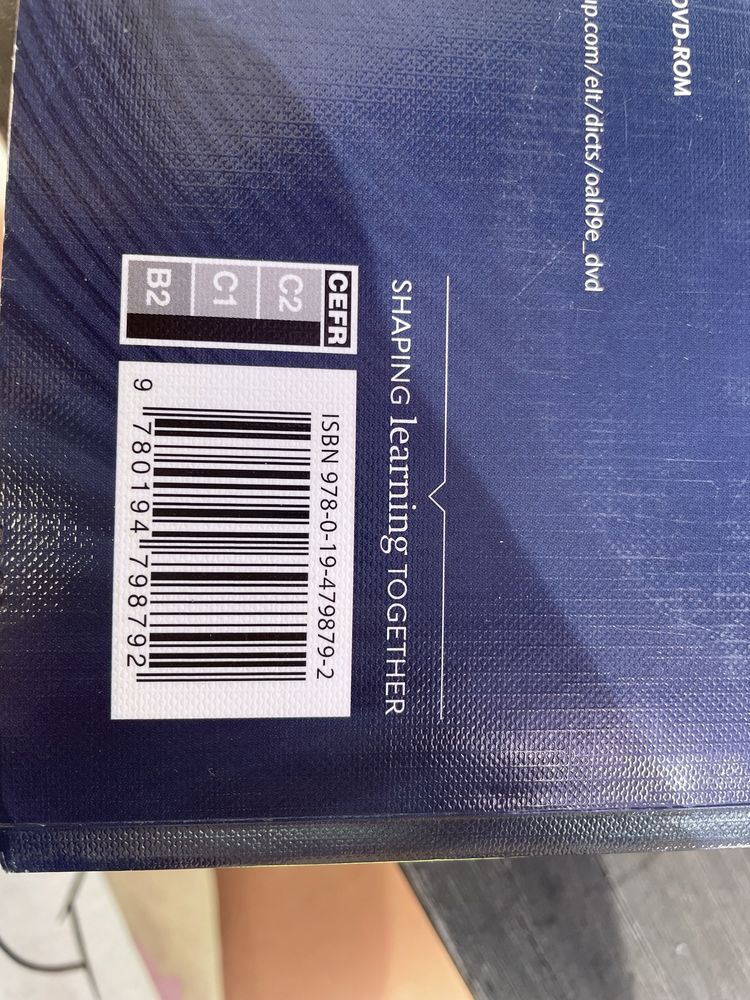 DVD-ROM
up.com/elt/dicts/oald9e_dvd
SHAPING learning TOGETHER
CEFR
C2
C1
B2
ISBN 978-0-19-479879-2
9 780194 798792